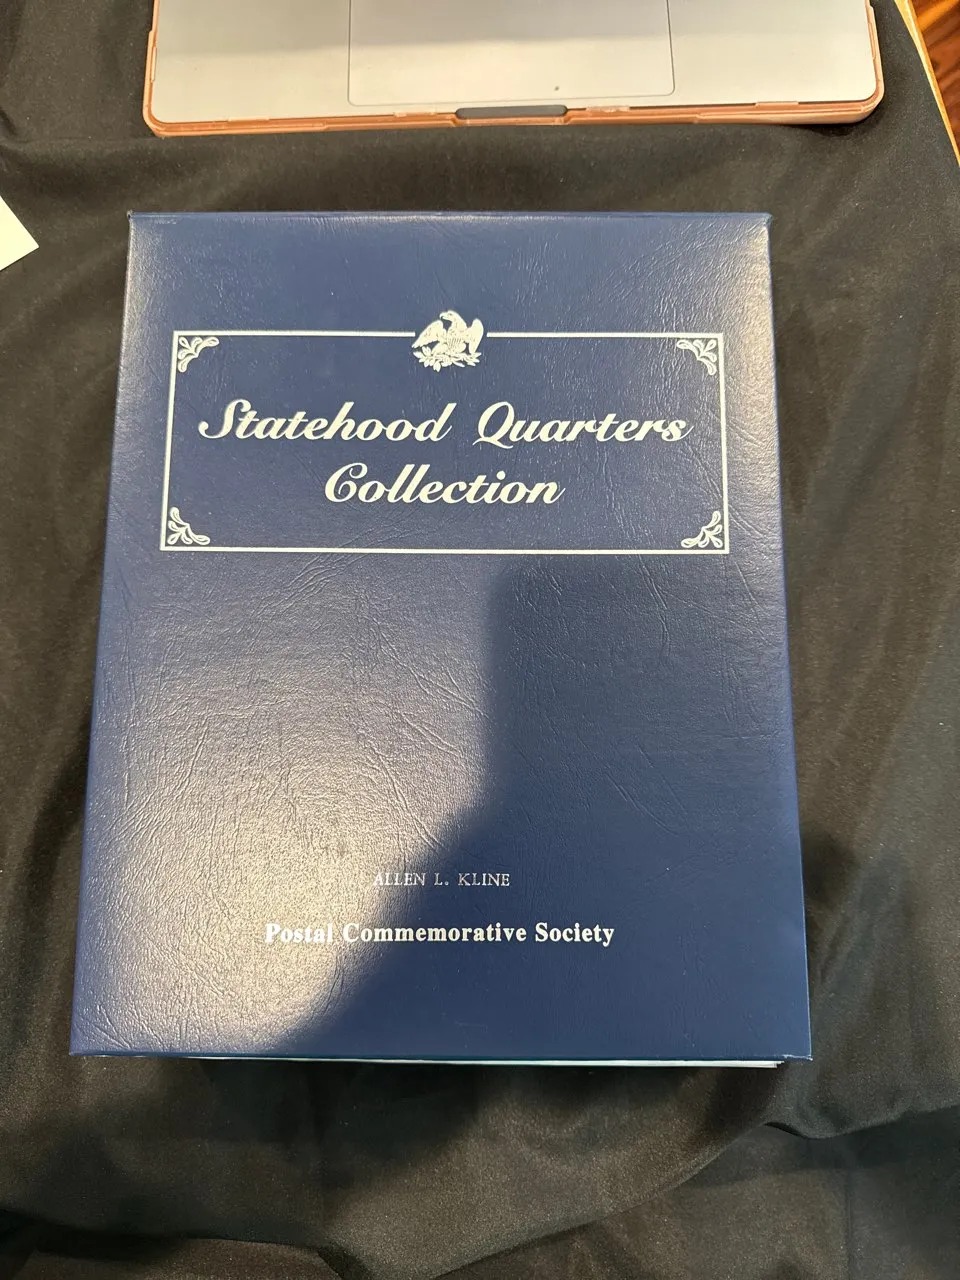 Statehood Quarters
Collection
ALLEN L. KLINE
Postal Commemorative Society